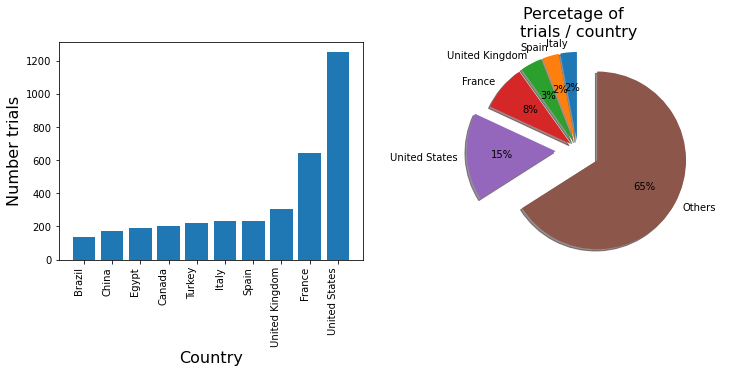 Number trials
1200
1000
800
600
400
200
0
Brazil
China
Egypt
Canada
Turkey
Italy
Spain
United Kingdom
France
United States
Country
Percetage of
trials / country
Italy
Spain
United Kingdom
France
United States
Others
2%
2%
3%
8%
15%
65%